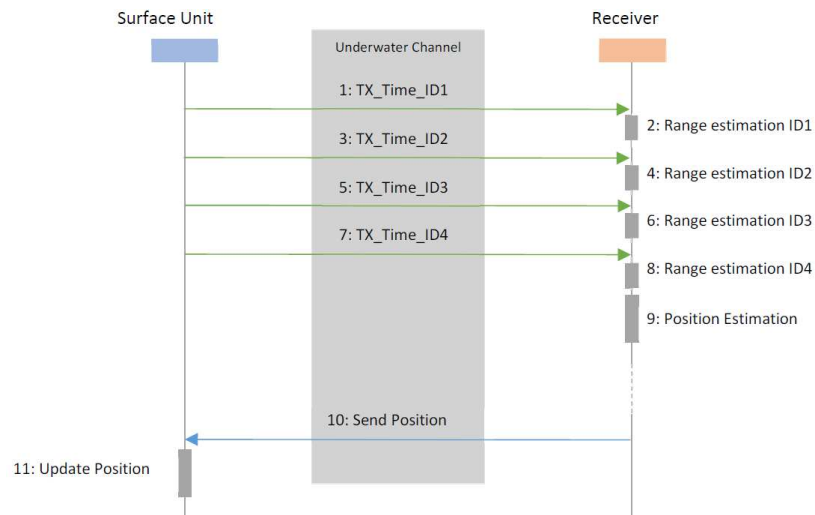 Surface Unit
Receiver
Underwater Channel
1: TX_Time_ID1
2: Range estimation ID1
3: TX_Time_ID2
4: Range estimation ID2
5: TX_Time_ID3
6: Range estimation ID3
7: TX_Time_ID4
8: Range estimation ID4
9: Position Estimation
10: Send Position
11: Update Position